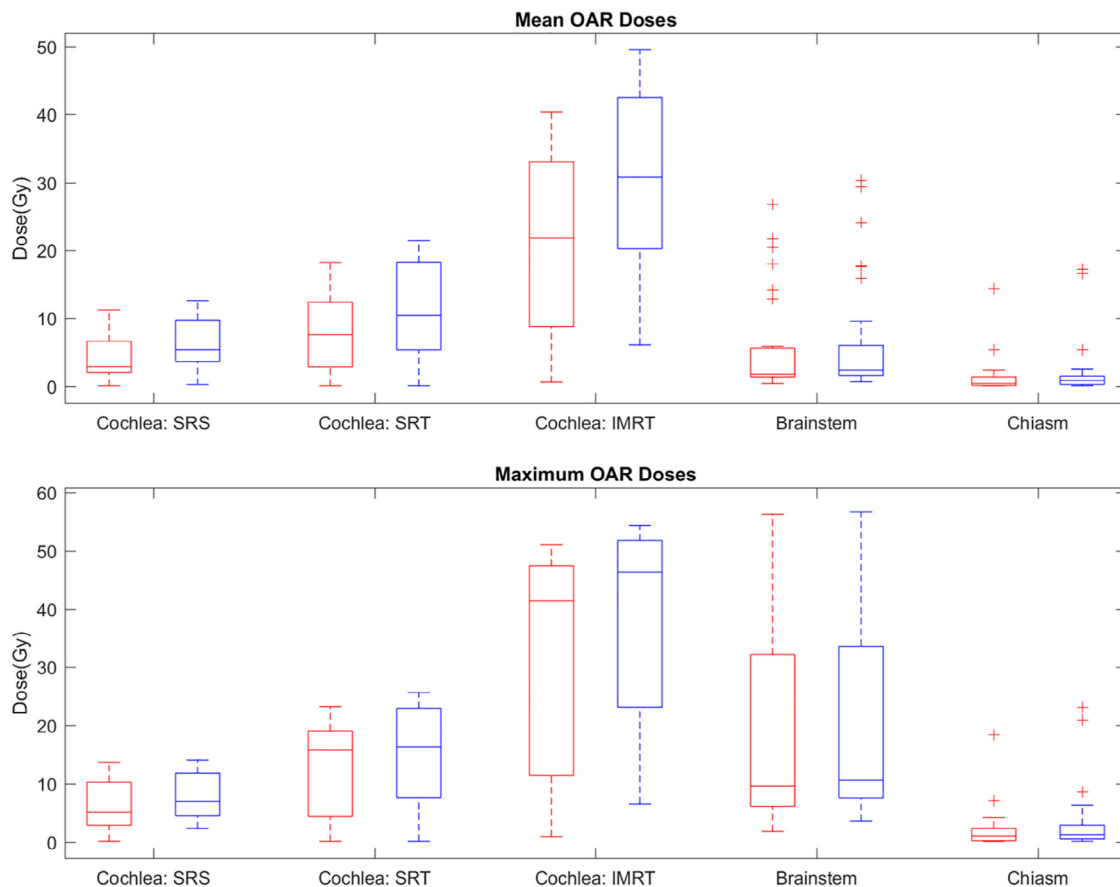 Mean OAR Doses
50
40
30
20
10
0
Dose(Gy)
Cochlea: SRS Cochlea: SRT Cochlea: IMRT Brainstem Chiasm
Maximum OAR Doses
60
50
40
30
20
10
0
Dose(Gy)
Cochlea: SRS Cochlea: SRT Cochlea: IMRT Brainstem Chiasm